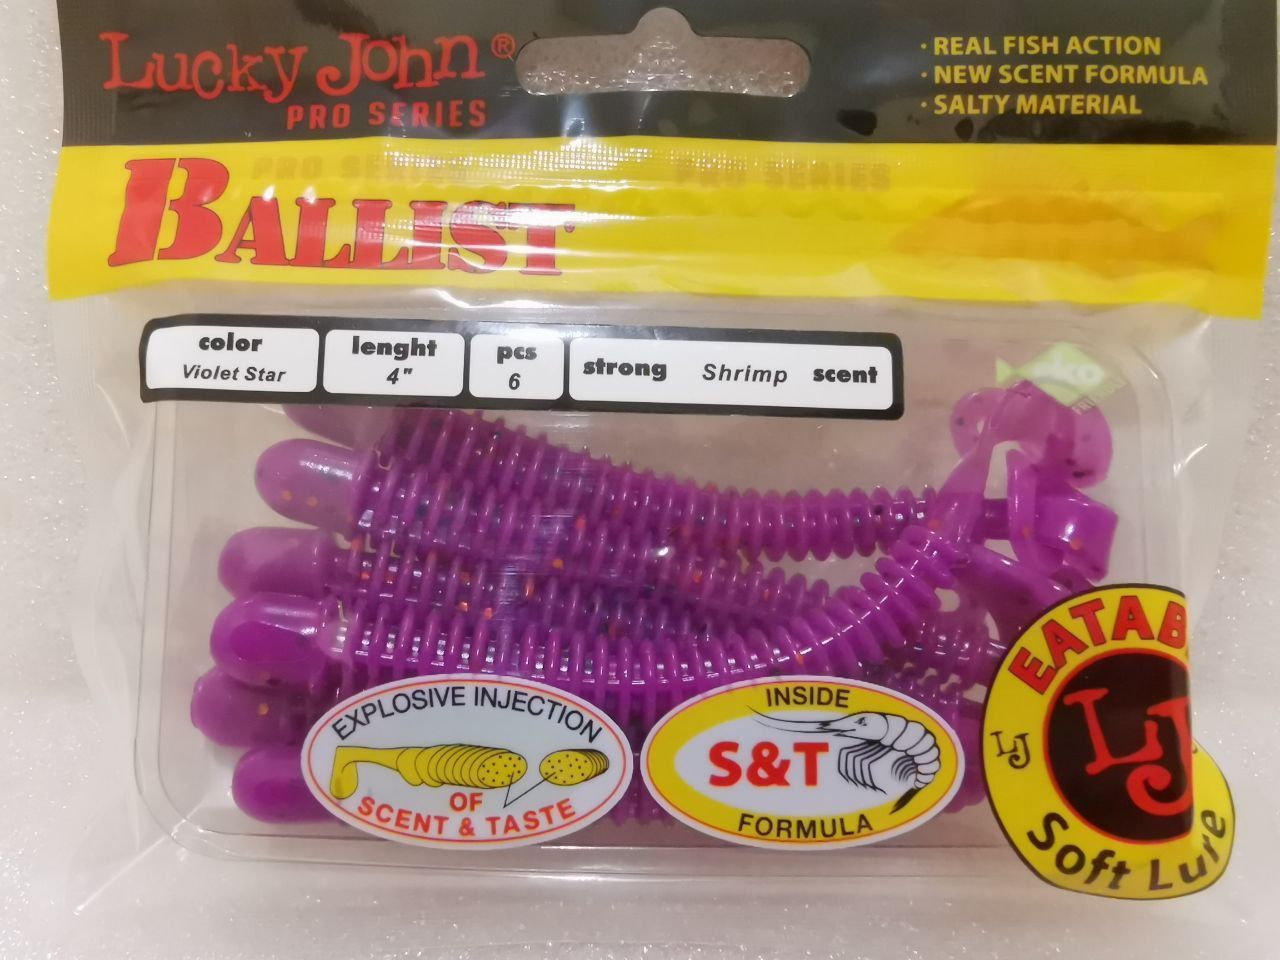 Lucky John®
PRO SERIES
· REAL FISH ACTION
· NEW SCENT FORMULA
· SALTY MATERIAL
PRO SERIES PRO SERIES
BALLIST
color
Violet Star
lenght
4"
pcs
6
strong Shrimp scent
eko
EXPLOSIVE INJECTION
OF
SCENT & TASTE
INSIDE
S&T
FORMULA
EATAB
LJ
LJ
Soft Lure